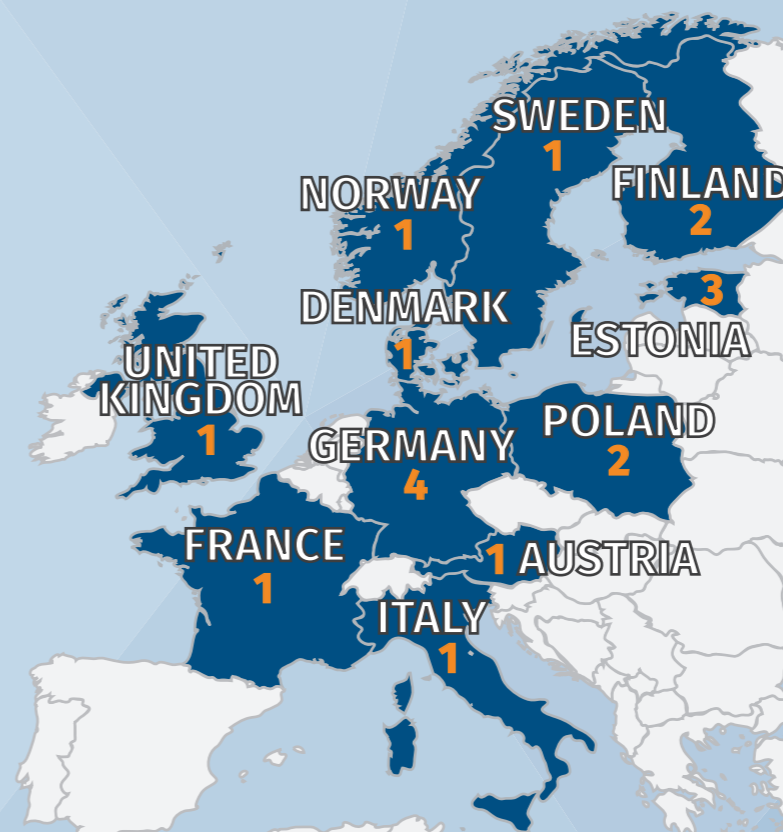 SWEDEN
1
NORWAY
1
FINLAND
2
DENMARK
1
3
ESTONIA
UNITED
KINGDOM
1
GERMANY
4
POLAND
2
FRANCE
1
1 AUSTRIA
ITALY
1